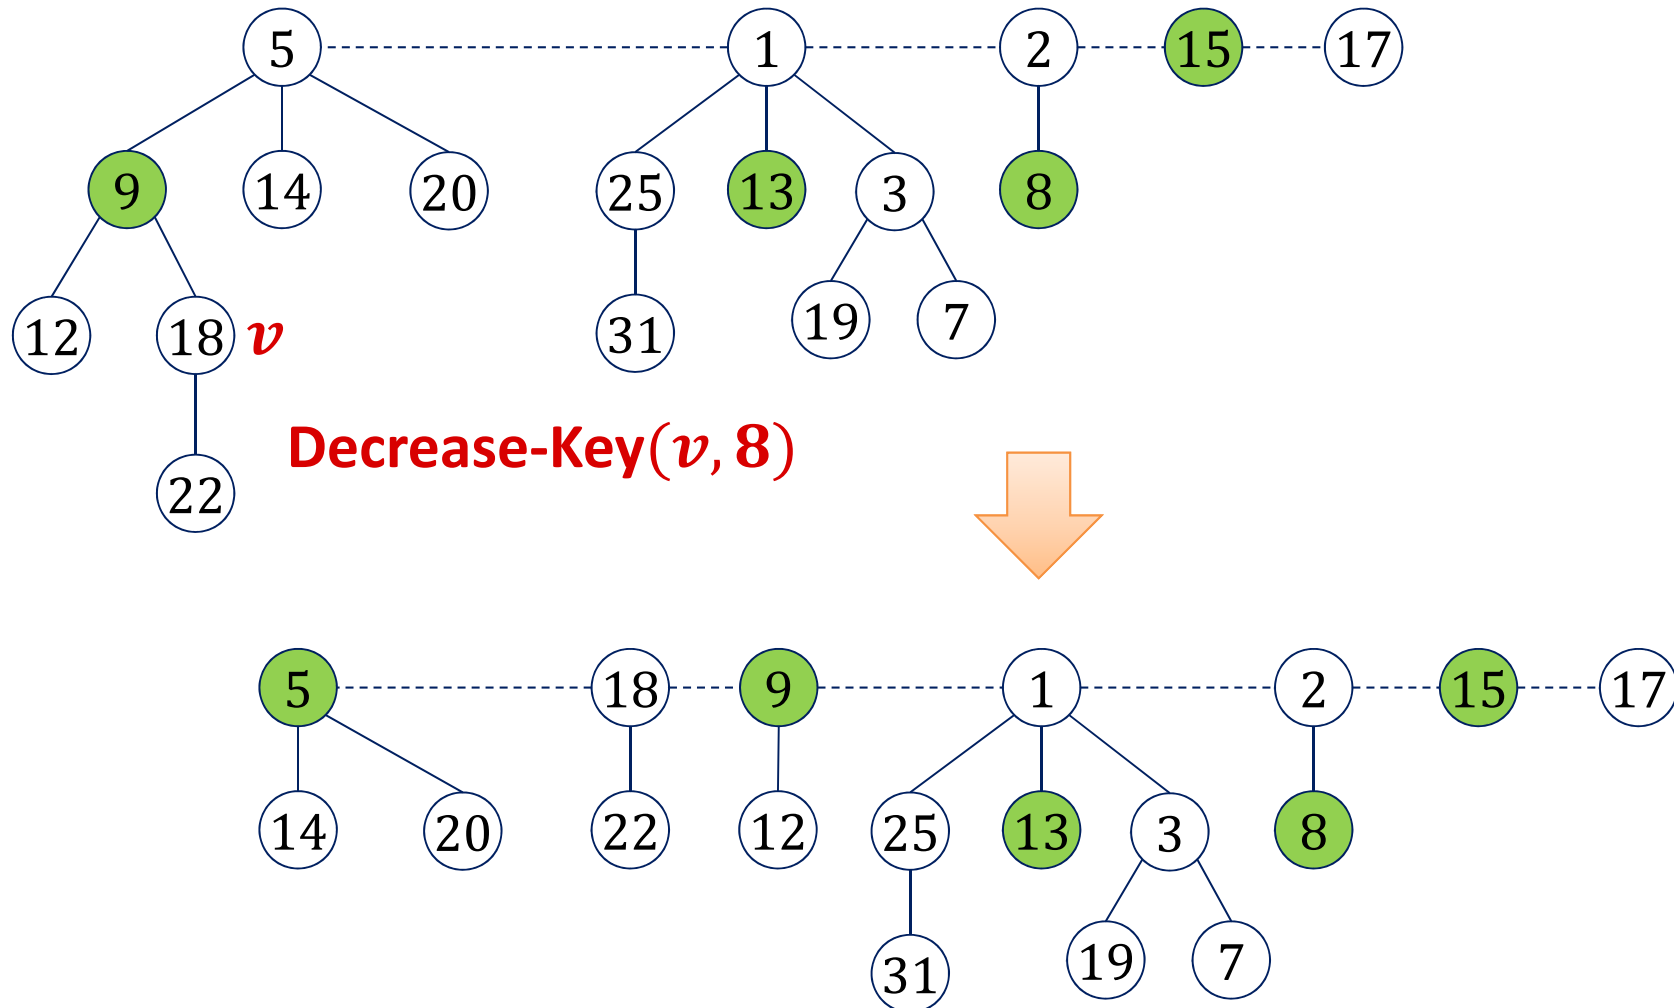 5 1 2 15 17
9 14 20 25 13 3 8
12 18 v 31 19 7
22
Decrease-Key(v, 8)
5 18 9 1 2 15 17
14 20 22 12 25 13 3 8
31 19 7